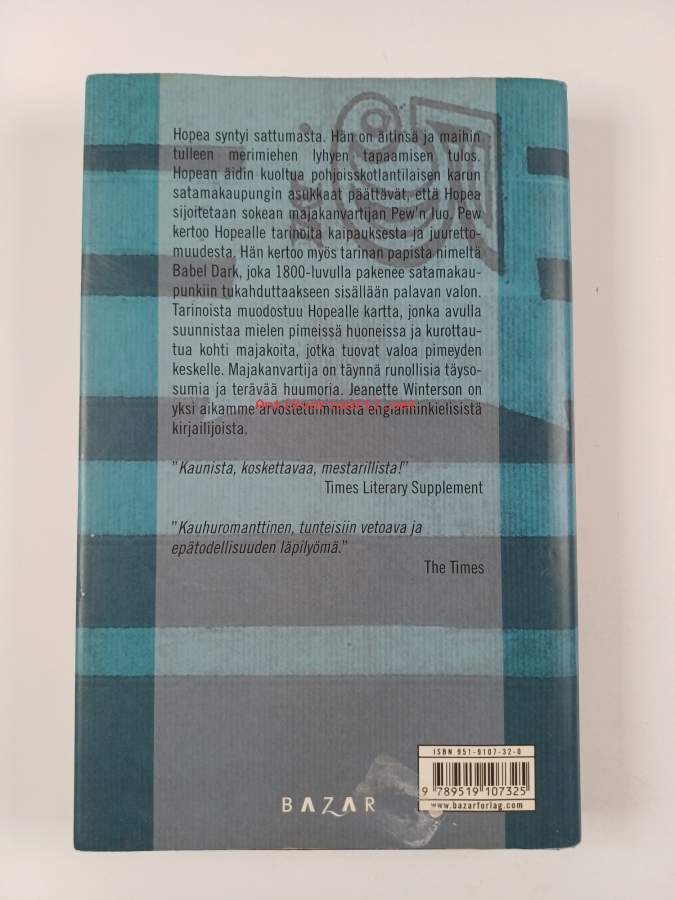 Hopea syntyi sattumasta. Hän on äitinsä ja maihin
tulleen merimiehen lyhyen tapaamisen tulos.
Hopean äidin kuoltua pohjoisskotlantilaisen karun
satamakaupungin asukkaat päättävät, että Hopea
sijoitetaan sokean majakanvartijan Pew'n luo. Pew
kertoo Hopealle tarinoita kaipauksesta ja juuretto-
muudesta. Hän kertoo myös tarinan papista nimeltä
Babel Dark, joka 1800-luvulla pakenee satamakau-
punkiin tukahduttaakseen sisällään palavan valon.
Tarinoista muodostuu Hopealle kartta, jonka avulla
suunnistaa mielen pimeissä huoneissa ja kurottau-
tua kohti majakoita, jotka tuovat valoa pimeyden
keskelle. Majakanvartija on täynnä runollisia täyso-
sumia ja terävää huumoria. Jeanette Winterson on
yksi aikamme arvostetuimmista englanninkielisistä
kirjailijoista.
"Kaunista, koskettavaa, mestarillista!"
Times Literary Supplement
"Kauhuromanttinen, tunteisiin vetoava ja
epätodellisuuden läpilyömä."
The Times
ISBN 951-9107-32-0
9 789519 107325
www.bazarforlag.com
BAZAR